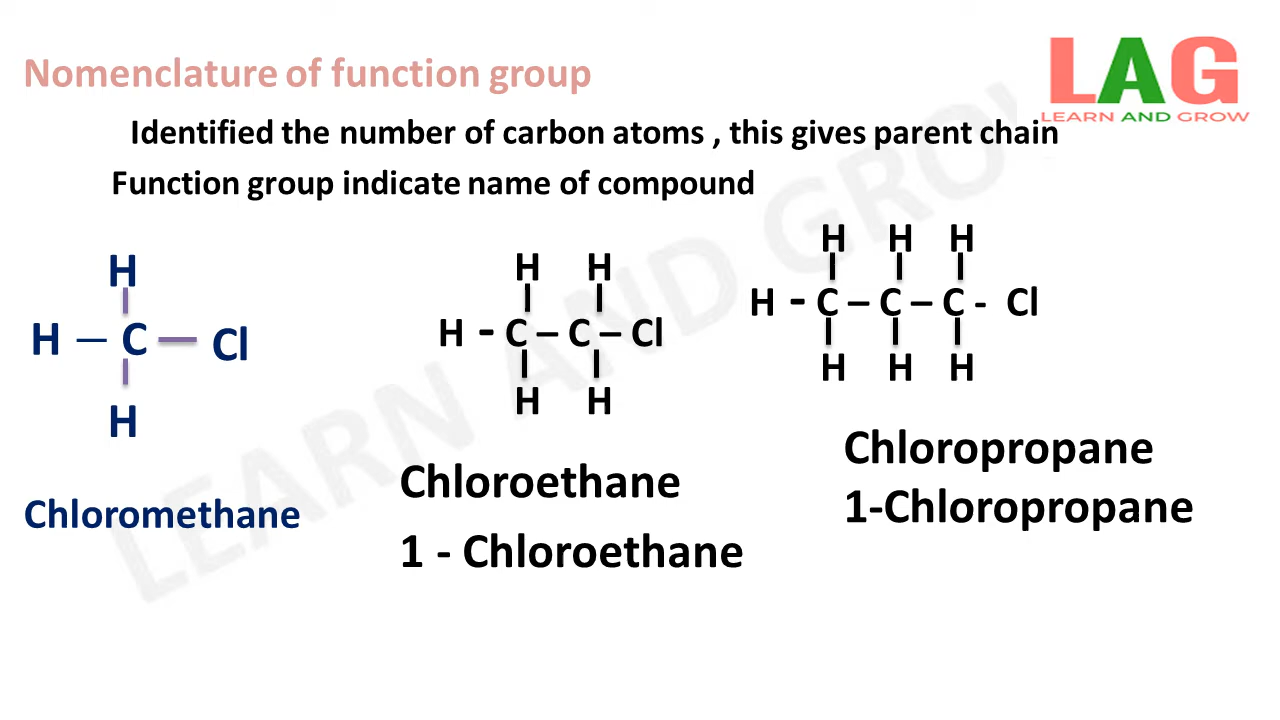 Nomenclature of function group
LAG
LEARN AND GROW
Identified the number of carbon atoms , this gives parent chain
Function group indicate name of compound
H
H – C – Cl
H
Chloromethane
H H
H - C – C – Cl
H H
Chloroethane
1 - Chloroethane
H H H
H - C – C – C - Cl
H H H
Chloropropane
1-Chloropropane
LEARN AND GROW